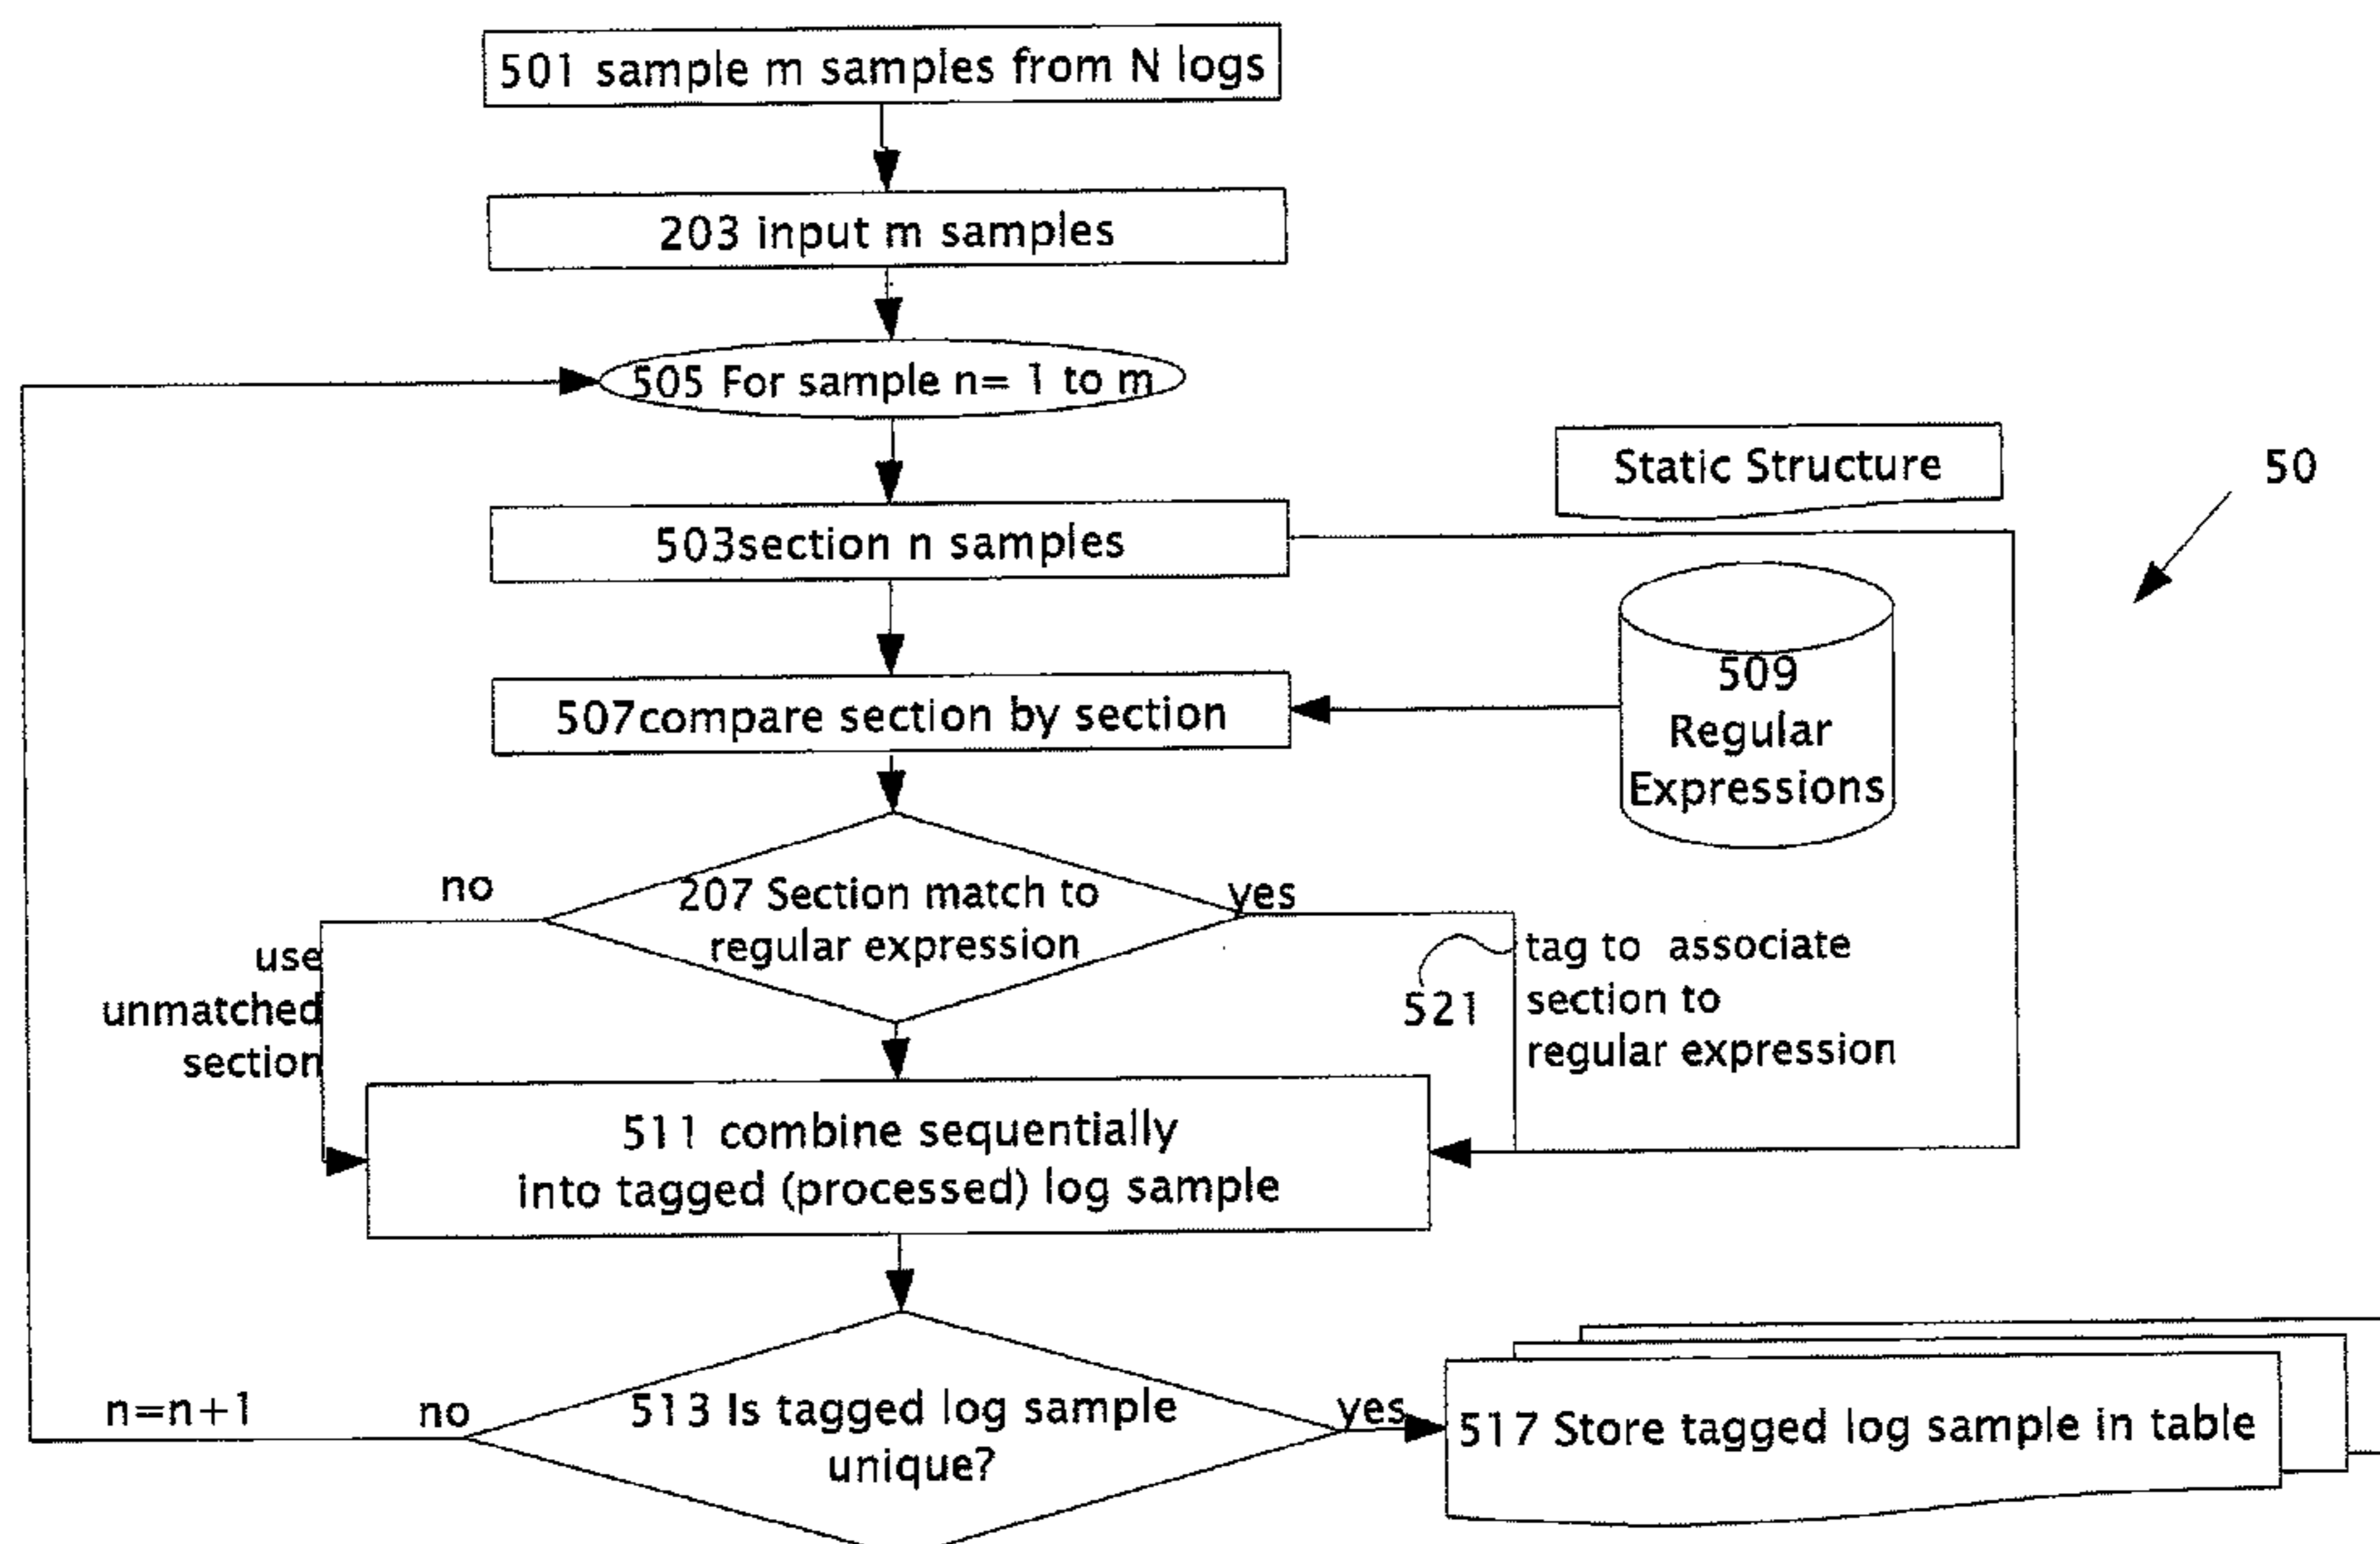 501 sample m samples from N logs
203 input m samples
505 For sample n= 1 to m
Static Structure
50
503section n samples
509
Regular
Expressions
507compare section by section
no
207 Section match to
regular expression
yes
use
unmatched
section
521
tag to associate
section to
regular expression
511 combine sequentially
into tagged (processed) log sample
n=n+1
no
513 Is tagged log sample
unique?
yes
517 Store tagged log sample in table